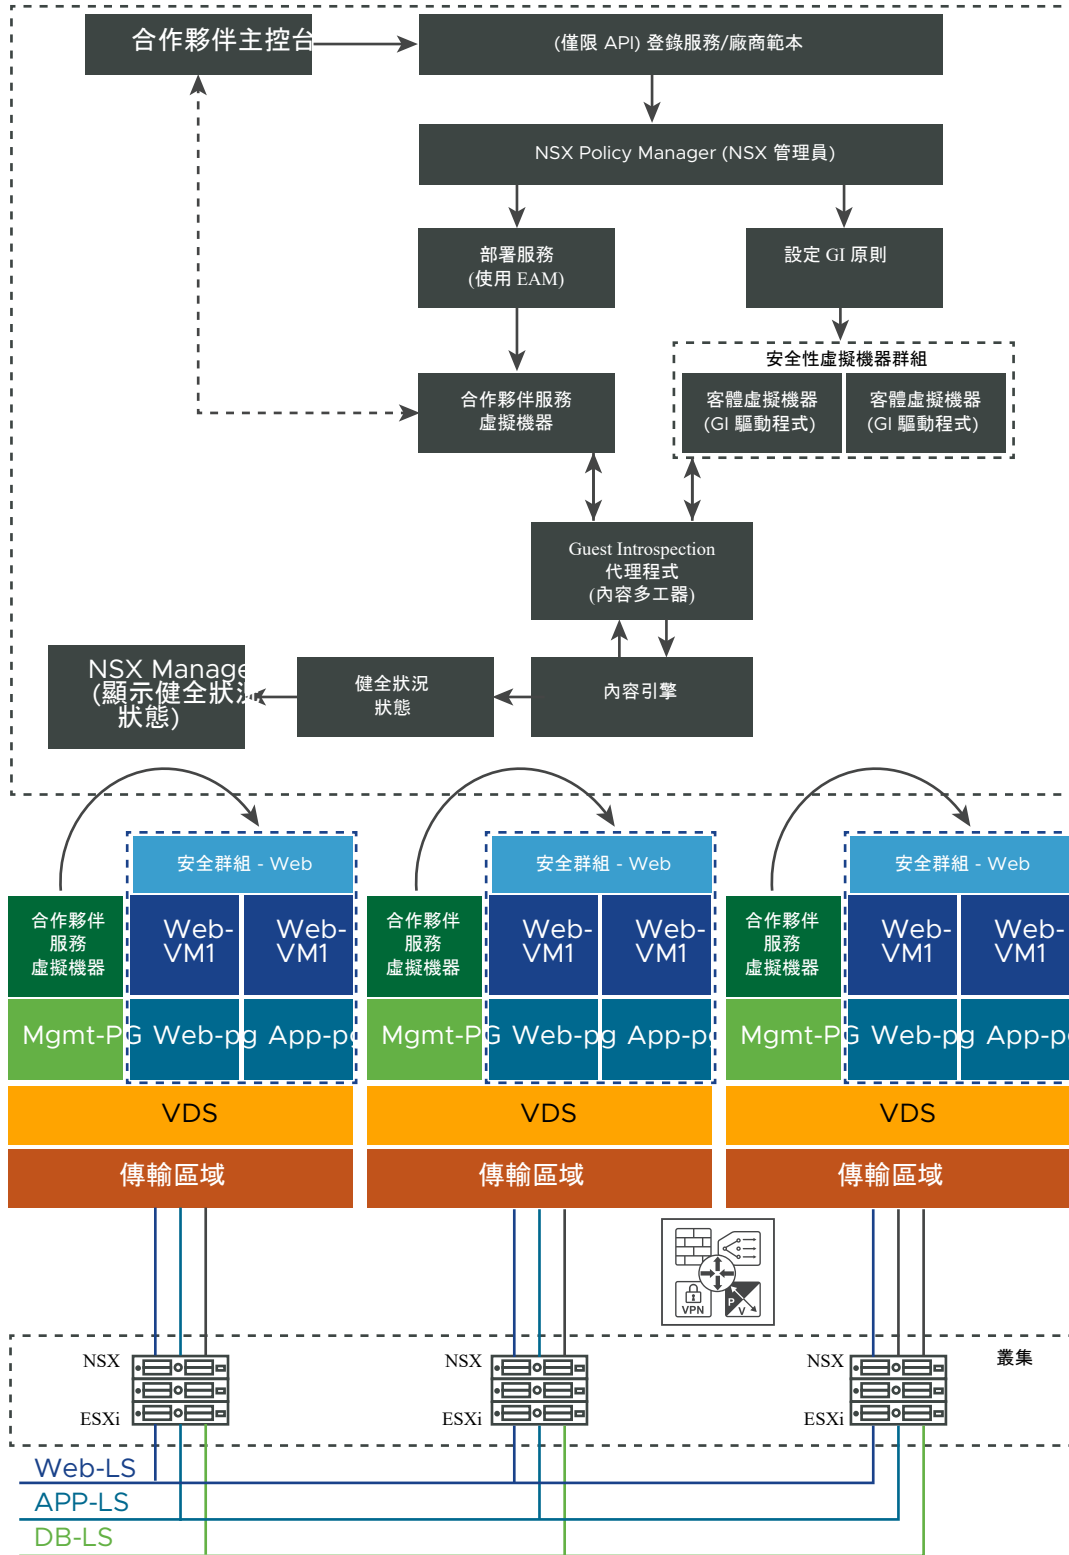 合作夥伴主控台
(僅限 API) 登錄服務/廠商範本
NSX Policy Manager (NSX 管理員)
部署服務
(使用 EAM)
設定 GI 原則
安全性虛擬機器群組
合作夥伴服務
虛擬機器
客體虛擬機器
(GI 驅動程式)
客體虛擬機器
(GI 驅動程式)
Guest Introspection
代理程式
(內容多工器)
NSX Manage
(顯示健全狀況
狀態)
健全狀況
狀態
內容引擎
安全群組 - Web
安全群組 - Web
安全群組 - Web
合作夥伴
服務
虛擬機器
Web-
VM1
Web-
VM1
合作夥伴
服務
虛擬機器
Web-
VM1
Web-
VM1
合作夥伴
服務
虛擬機器
Web-
VM1
Web-
VM1
Mgmt-PG
Web-pg
App-pg
Mgmt-PG
Web-pg
App-pg
Mgmt-PG
Web-pg
App-pg
VDS
VDS
VDS
傳輸區域
傳輸區域
傳輸區域
VPN
P
V
NSX
NSX
NSX
叢集
ESXi
ESXi
ESXi
Web-LS
APP-LS
DB-LS